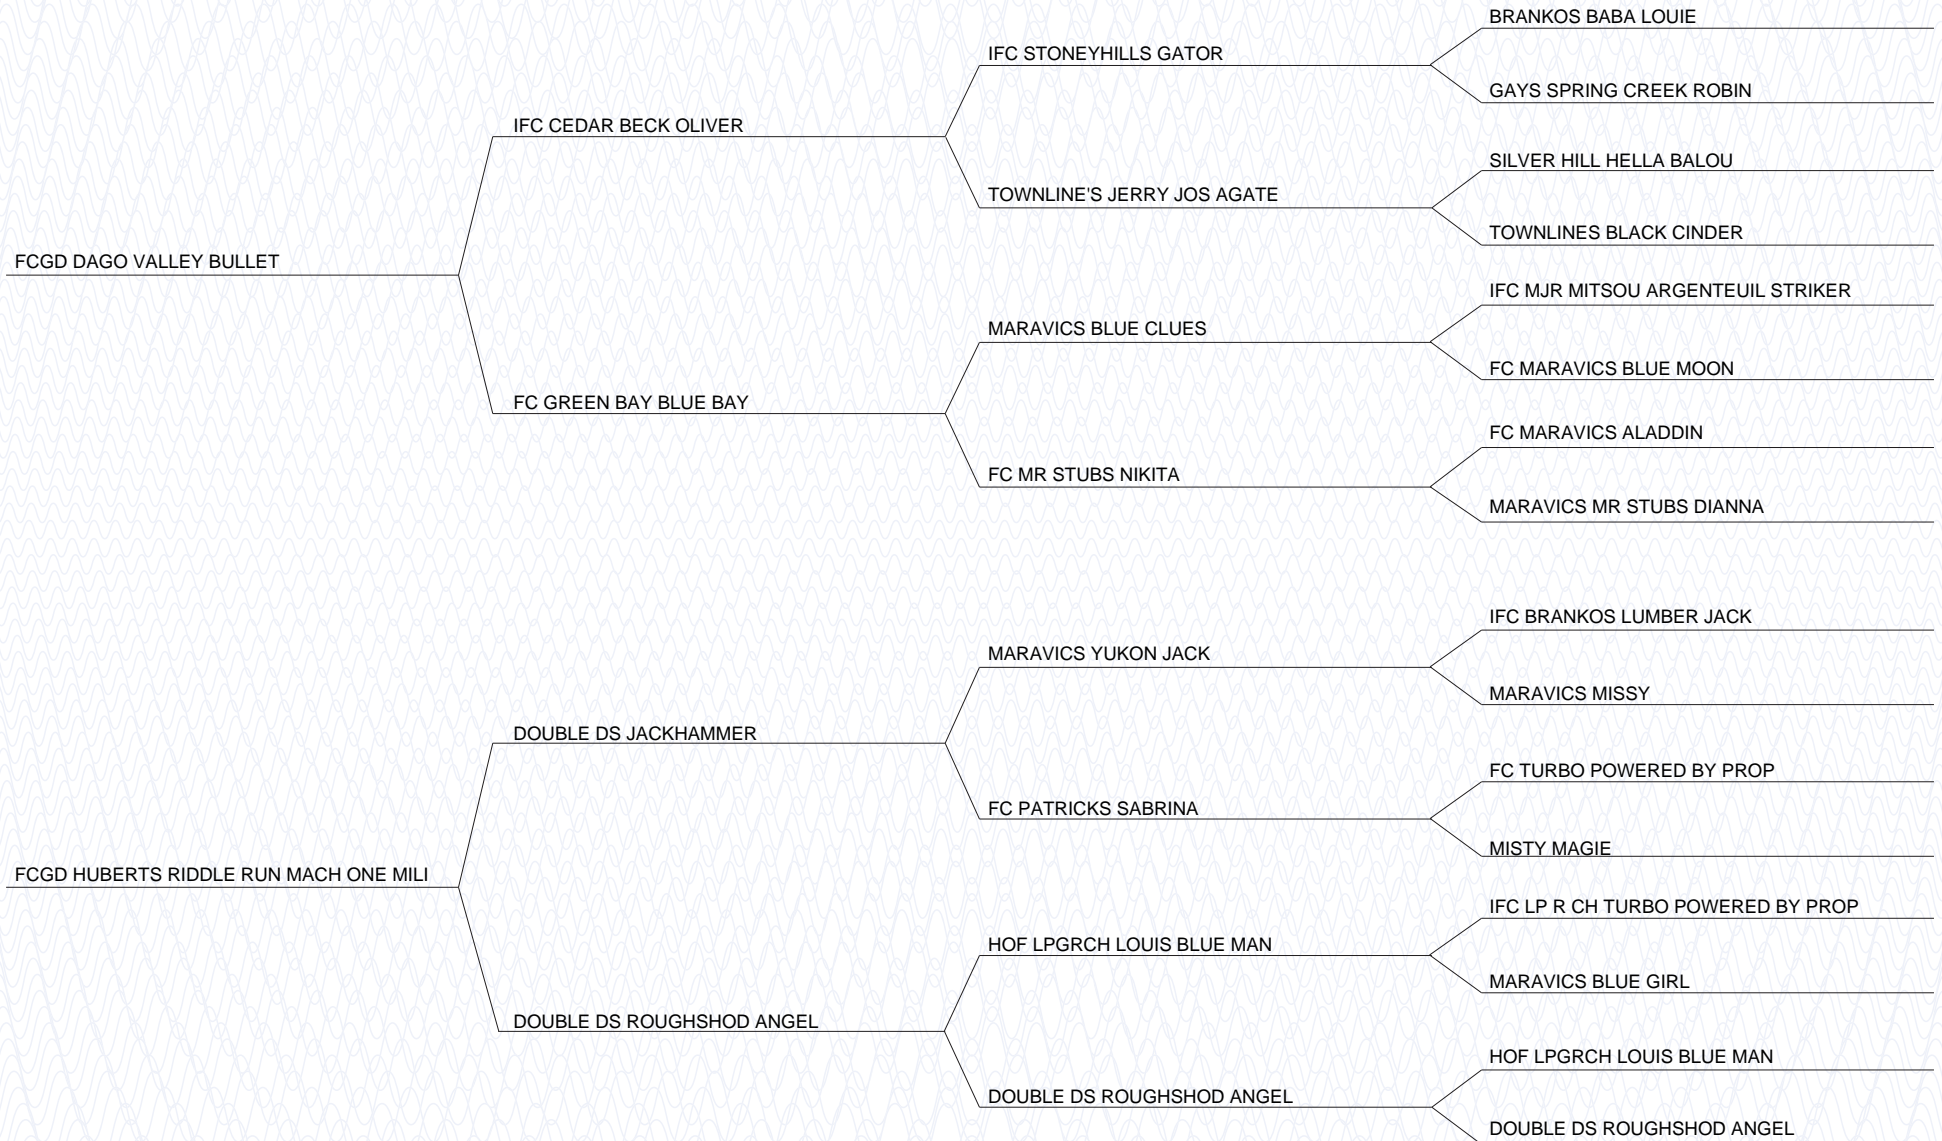 BRANKOS BABA LOUIE
IFC STONEYHILLS GATOR
GAYS SPRING CREEK ROBIN
IFC CEDAR BECK OLIVER
SILVER HILL HELLA BALOU
TOWNLINE'S JERRY JOS AGATE
TOWNLINES BLACK CINDER
FCGD DAGO VALLEY BULLET
IFC MJR MITSOU ARGENTEUIL STRIKER
MARAVICS BLUE CLUES
FC MARAVICS BLUE MOON
FC GREEN BAY BLUE BAY
FC MARAVICS ALADDIN
FC MR STUBS NIKITA
MARAVICS MR STUBS DIANNA
IFC BRANKOS LUMBER JACK
MARAVICS YUKON JACK
MARAVICS MISSY
DOUBLE DS JACKHAMMER
FC TURBO POWERED BY PROP
FC PATRICKS SABRINA
MISTY MAGIE
FCGD HUBERTS RIDDLE RUN MACH ONE MILI
IFC LP R CH TURBO POWERED BY PROP
HOF LPGRCH LOUIS BLUE MAN
MARAVICS BLUE GIRL
DOUBLE DS ROUGHSHOD ANGEL
HOF LPGRCH LOUIS BLUE MAN
DOUBLE DS ROUGHSHOD ANGEL
DOUBLE DS ROUGHSHOD ANGEL